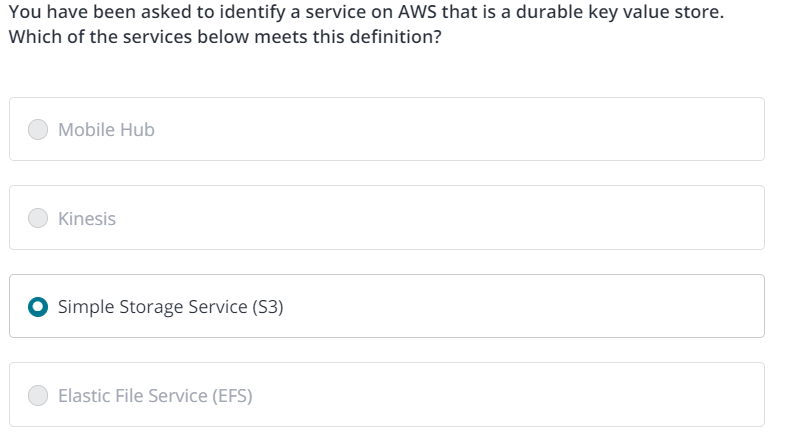 You have been asked to identify a service on AWS that is a durable key value store.
Which of the services below meets this definition?
Mobile Hub
Kinesis
Simple Storage Service (S3)
Elastic File Service (EFS)